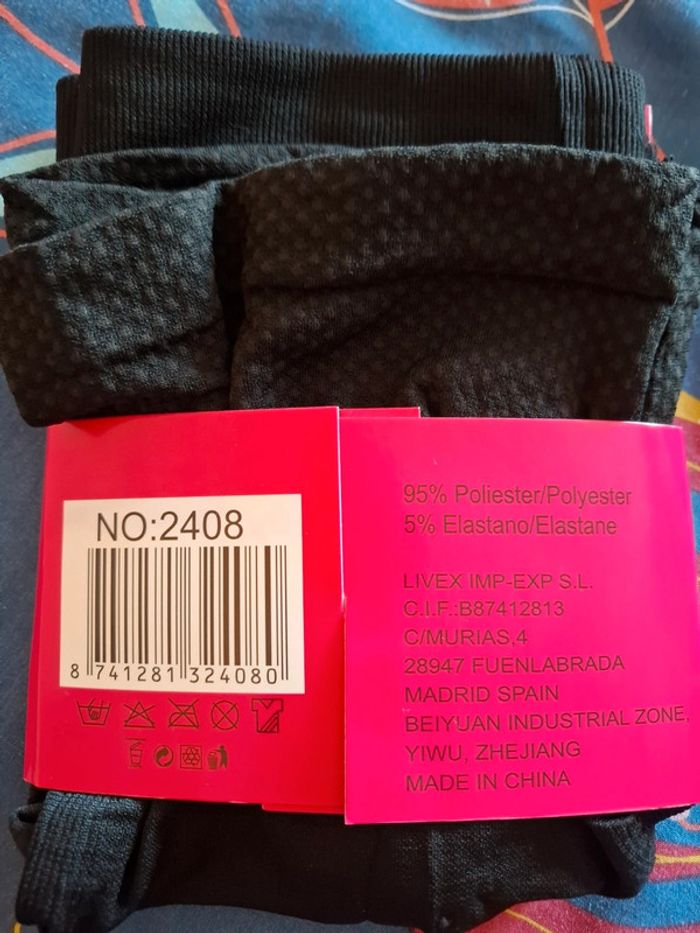 NO:2408
8 741281 324080
95% Poliester/Polyester
5% Elastano/Elastane
LIVEX IMP-EXP S.L.
C.I.F.:B87412813
C/MURIAS,4
28947 FUENLABRADA
MADRID SPAIN
BEIYUAN INDUSTRIAL ZONE,
YIWU, ZHEJIANG
MADE IN CHINA